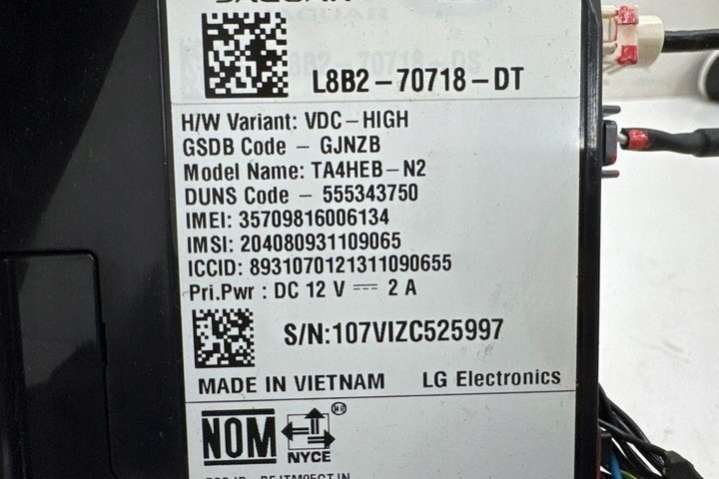 JAGUAR
L8B2-70718-DT
H/W Variant: VDC-HIGH
GSDB Code - GJNZB
Model Name: TA4HEB-N2
DUNS Code - 555343750
IMEI: 35709816006134
IMSI: 204080931109065
ICCID: 8931070121311090655
Pri.Pwr : DC 12 V ⎓ 2 A
S/N:107VIZC525997
MADE IN VIETNAM LG Electronics
NOM NYCE